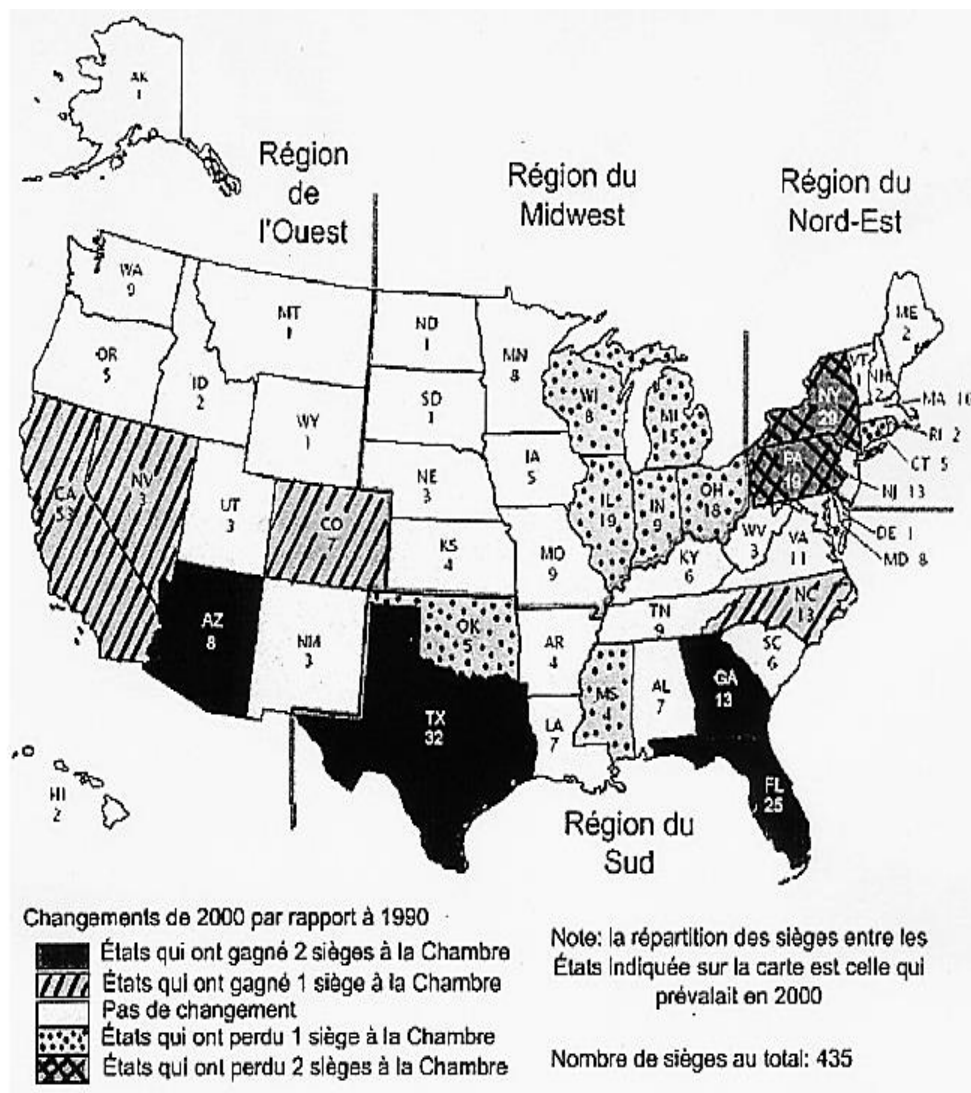 AK
1
Région
de
l'Ouest
Région du
Midwest
Région du
Nord-Est
WA
9
MT
1
ND
1
MN
8
ME
2
VT
1
NH
2
OR
5
ID
2
WY
1
SD
1
WI
8
MI
15
NY
29
MA 10
RI 2
CT 5
NJ 13
DE 1
MD 8
CA
53
NV
3
UT
3
CO
7
NE
3
IA
5
IL
19
IN
9
OH
18
PA
19
KS
4
MO
9
KY
6
WV
3
VA
11
AZ
8
NM
3
OK
5
AR
4
TN
9
NC
13
SC
6
TX
32
LA
7
MS
4
AL
7
GA
13
FL
25
HI
2
Région du
Sud
Changements de 2000 par rapport à 1990
États qui ont gagné 2 sièges à la Chambre
États qui ont gagné 1 siège à la Chambre
Pas de changement
États qui ont perdu 1 siège à la Chambre
États qui ont perdu 2 sièges à la Chambre
Note: la répartition des sièges entre les
États indiquée sur la carte est celle qui
prévalait en 2000
Nombre de sièges au total: 435